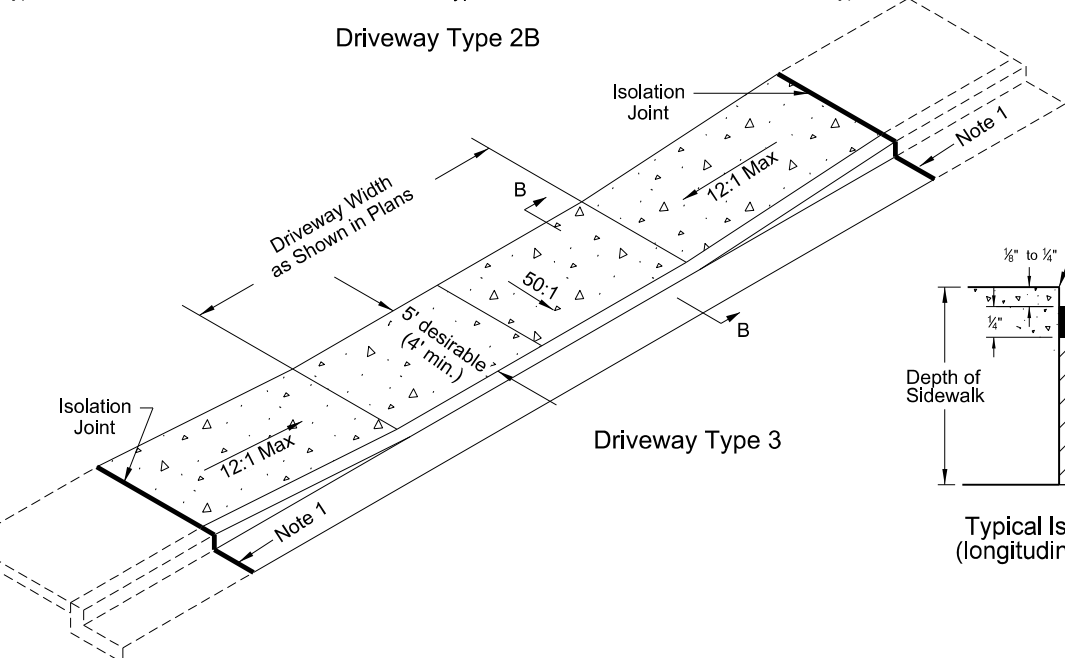 Driveway Type 2B
Isolation
Joint
Note 1
12:1 Max
B
Driveway Width
as Shown in Plans
50:1
⅛" to ¼"
¼"
5' desirable
(4' min.)
B
Depth of
Sidewalk
Isolation
Joint
12:1 Max
Driveway Type 3
Note 1
Typical Is
(longitudin